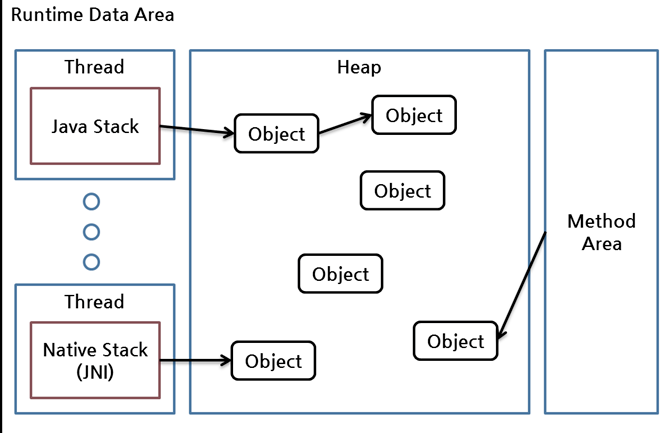 Runtime Data Area
Thread
Java Stack
Heap
Object
Object
Object
Object
Object
Object
Method
Area
Thread
Native Stack
(JNI)